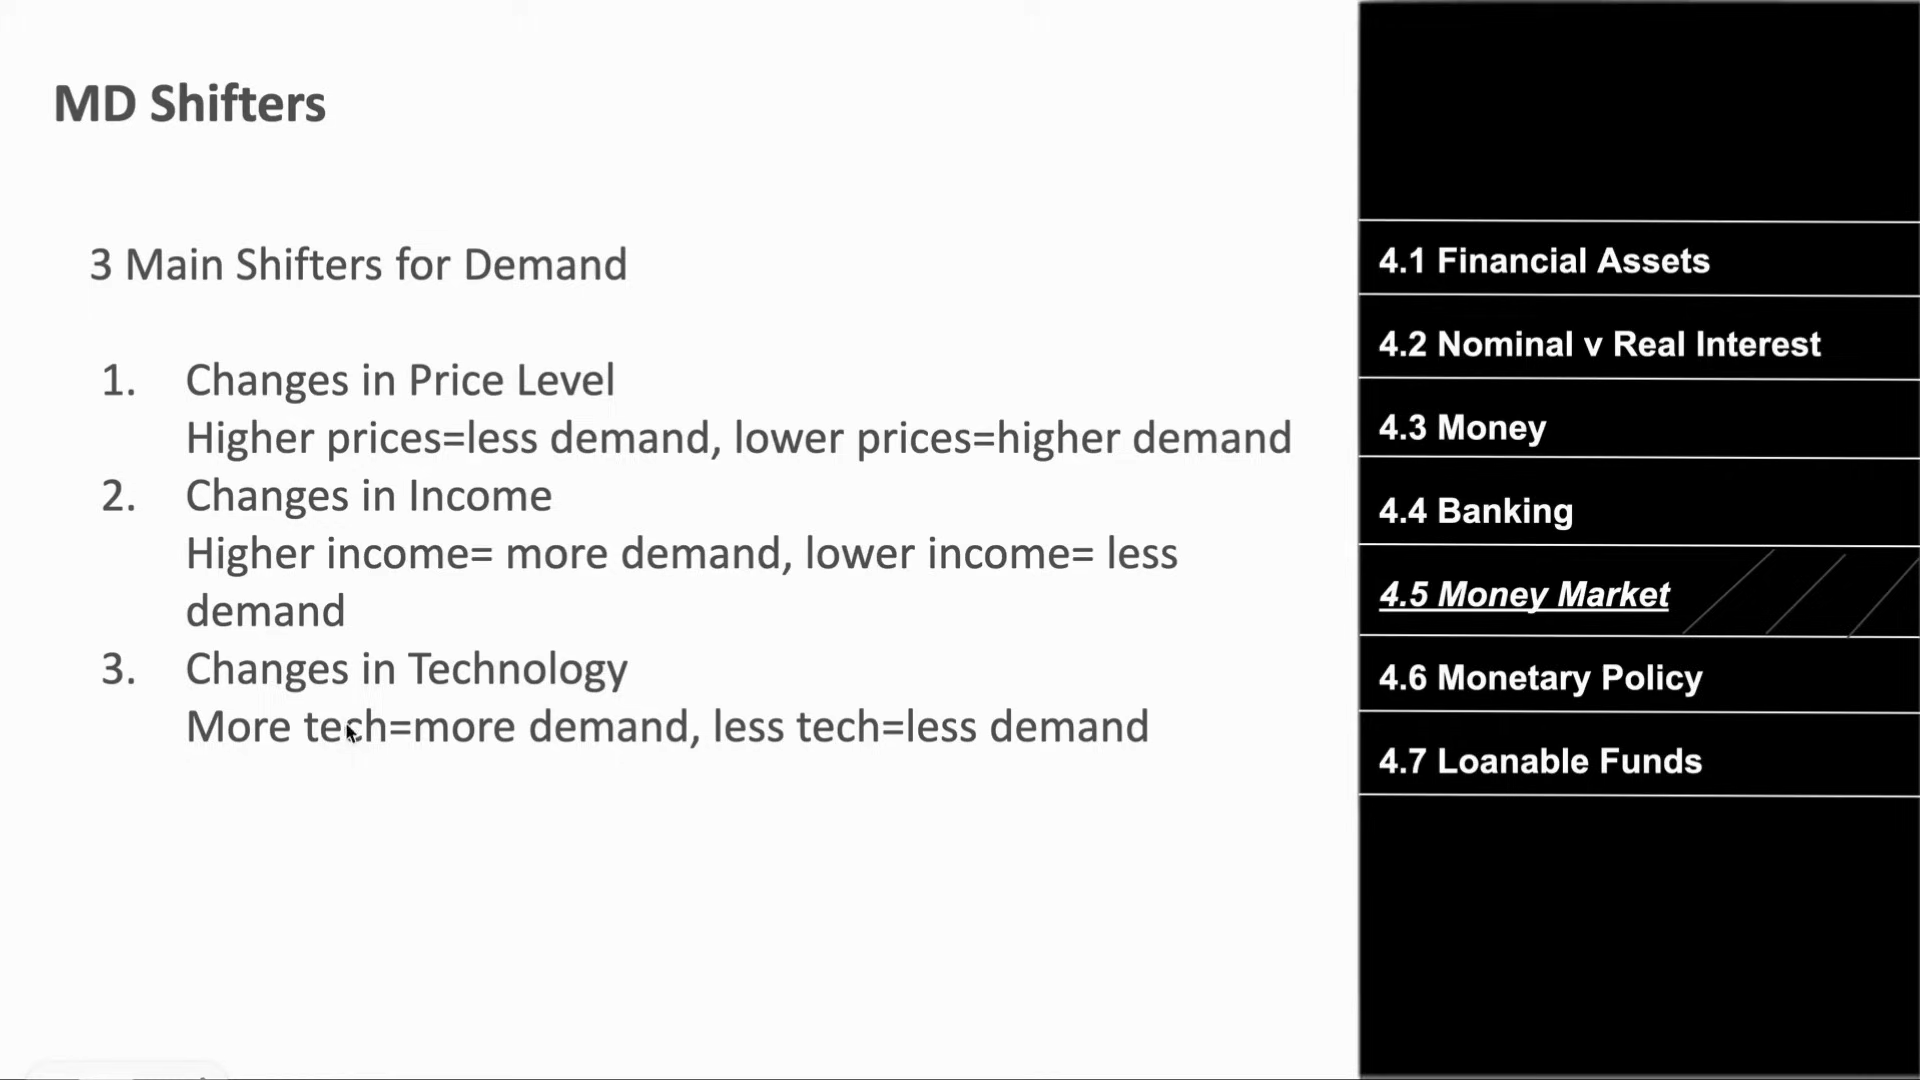 MD Shifters
3 Main Shifters for Demand
1. Changes in Price Level
Higher prices=less demand, lower prices=higher demand
2. Changes in Income
Higher income= more demand, lower income= less
demand
3. Changes in Technology
More tech=more demand, less tech=less demand
4.1 Financial Assets
4.2 Nominal v Real Interest
4.3 Money
4.4 Banking
4.5 Money Market
4.6 Monetary Policy
4.7 Loanable Funds